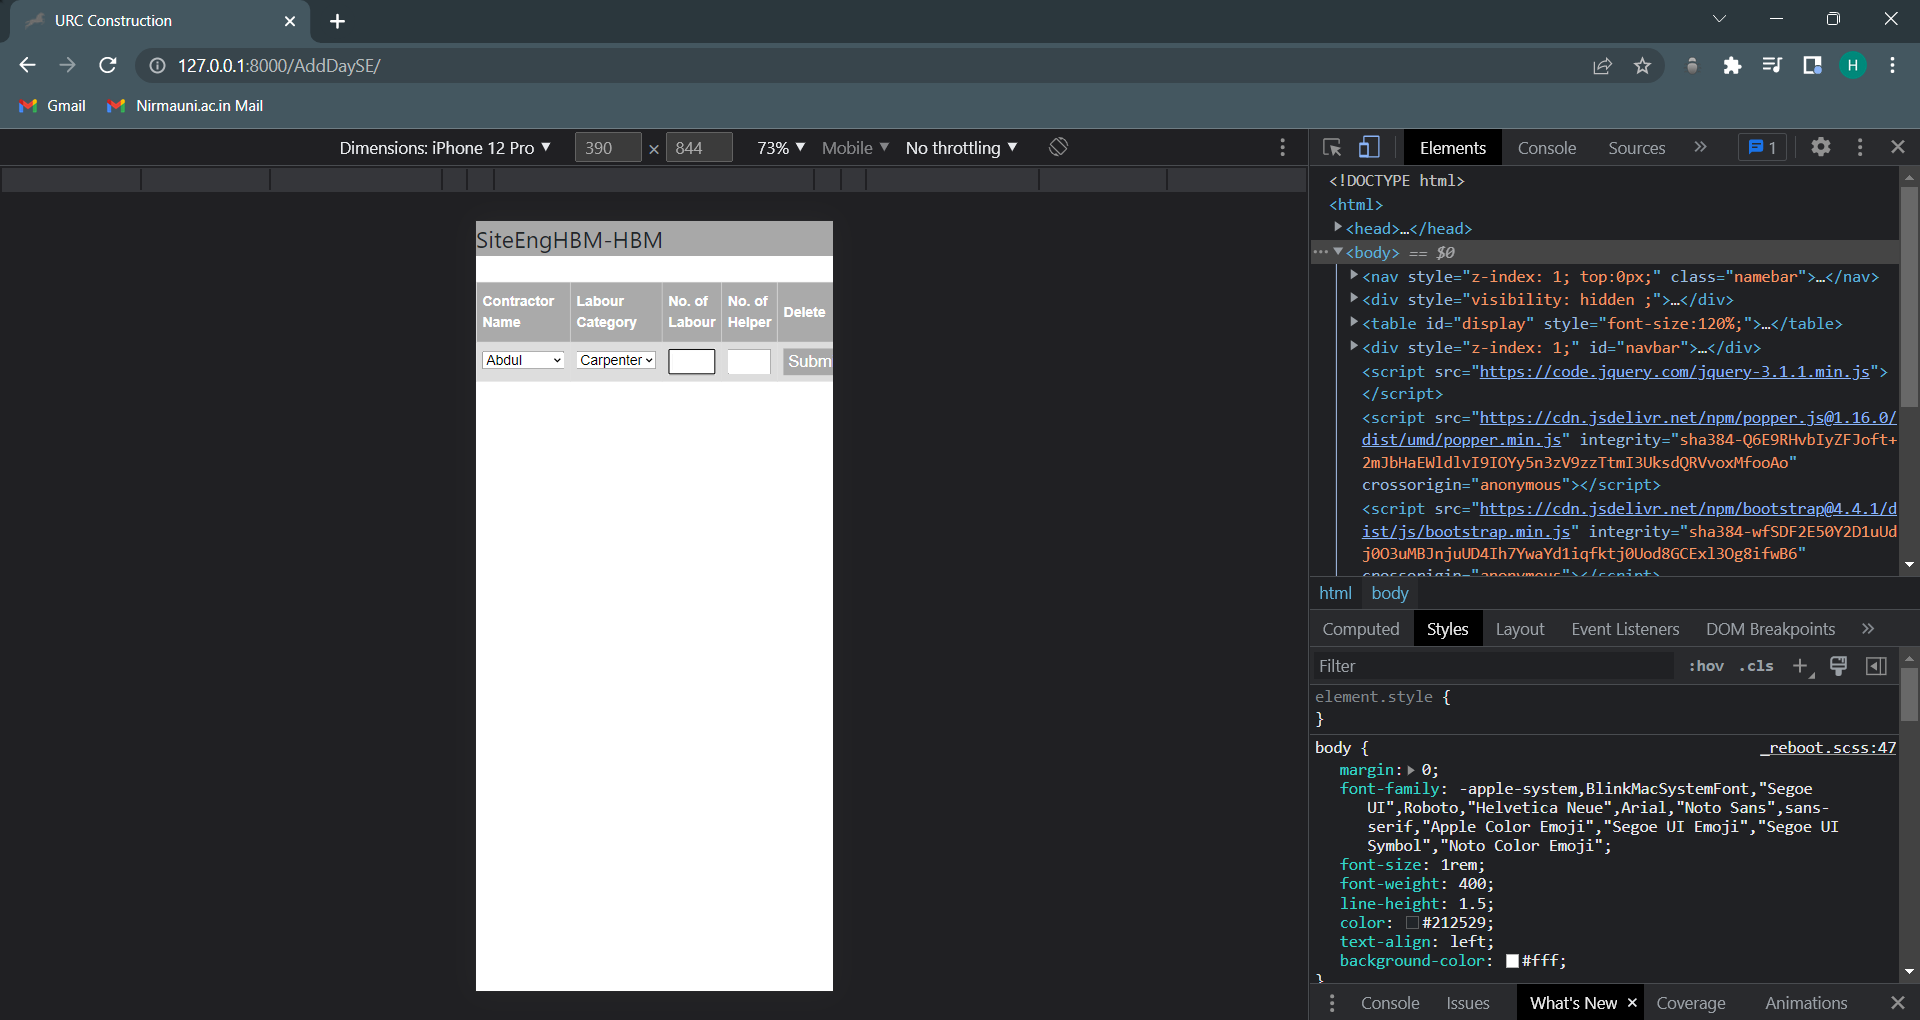 URC Construction
127.0.0.1:8000/AddDaySE/
H
Gmail
Nirmauni.ac.in Mail
Dimensions: iPhone 12 Pro ▼ 390 × 844 73% ▼ Mobile ▼ No throttling ▼
Elements Console Sources » 1
SiteEngHBM-HBM
Contractor Name
Labour Category
No. of Labour
No. of Helper
Delete
Abdul
Carpenter
Subm
<!DOCTYPE html>
<html>
▶<head>…</head>
… ▼<body> == $0
▶<nav style="z-index: 1; top:0px;" class="namebar">…</nav>
▶<div style="visibility: hidden ;">…</div>
▶<table id="display" style="font-size:120%;">…</table>
▶<div style="z-index: 1;" id="navbar">…</div>
<script src="https://code.jquery.com/jquery-3.1.1.min.js">
</script>
<script src="https://cdn.jsdelivr.net/npm/popper.js@1.16.0/
dist/umd/popper.min.js" integrity="sha384-Q6E9RHvbIyZFJoft+
2mJbHaEWldlvI9IOYy5n3zV9zzTtmI3UksdQRVvoxMfooAo"
crossorigin="anonymous"></script>
<script src="https://cdn.jsdelivr.net/npm/bootstrap@4.4.1/d
ist/js/bootstrap.min.js" integrity="sha384-wfSDF2E50Y2D1uUd
j0O3uMBJnjuUD4Ih7YwaYd1iqfktj0Uod8GCExl3Og8ifwB6"
crossorigin="anonymous"></script>
html body
Computed Styles Layout Event Listeners DOM Breakpoints »
Filter :hov .cls +
element.style {
}
body { _reboot.scss:47
margin:▶ 0;
font-family: -apple-system,BlinkMacSystemFont,"Segoe
UI",Roboto,"Helvetica Neue",Arial,"Noto Sans",sans-
serif,"Apple Color Emoji","Segoe UI Emoji","Segoe UI
Symbol","Noto Color Emoji";
font-size: 1rem;
font-weight: 400;
line-height: 1.5;
color: #212529;
text-align: left;
background-color: #fff;
}
Console Issues What's New × Coverage Animations